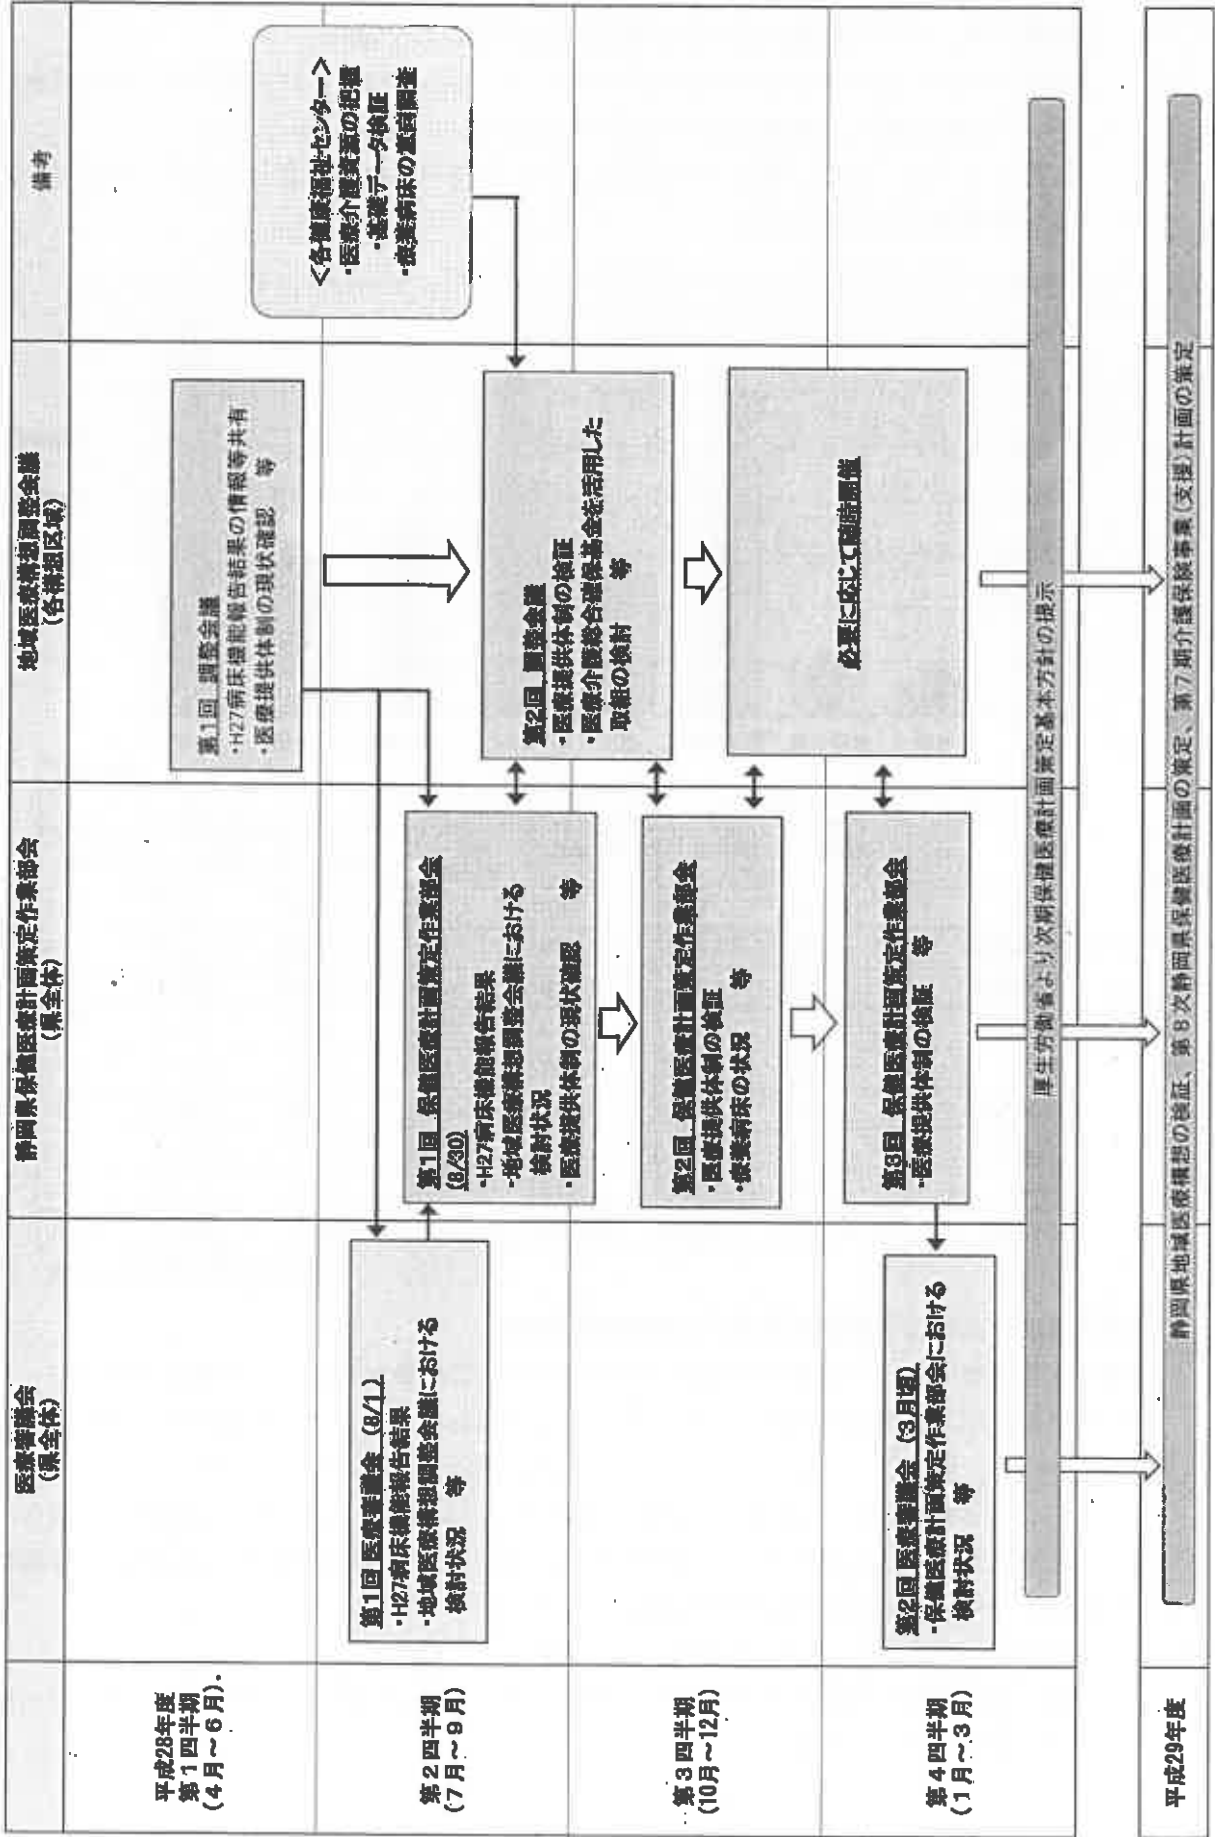 医療審議会
(県全体)
静岡県保健医療計画策定作業部会
(県全体)
地域医療構想調整会議
(各構想区域)
備考
平成28年度
第1四半期
(4月～6月)
第1回 調整会議
・H27病床機能報告結果の情報等共有
・医療提供体制の現状確認 等
<各健康福祉センター>
・医療介護資源の把握
・基礎データ検証
・療養病床の意向調査
第2四半期
(7月～9月)
第1回 医療審議会 (8/1)
・H27病床機能報告結果
・地域医療構想調整会議における
検討状況 等
第1回 保健医療計画策定作業部会
(8/30)
・H27病床機能報告結果
・地域医療構想調整会議における
検討状況
・医療提供体制の現状確認 等
第2回 調整会議
・医療提供体制の検証
・医療介護総合確保基金を活用した
取組の検討 等
第3四半期
(10月～12月)
第2回 保健医療計画策定作業部会
・医療提供体制の検証
・療養病床の状況 等
必要に応じて随時開催
第4四半期
(1月～3月)
第2回 医療審議会 (3月頃)
・保健医療計画策定作業部会における
検討状況 等
第3回 保健医療計画策定作業部会
・医療提供体制の検証 等
厚生労働省より次期保健医療計画策定基本方針の提示
平成29年度
静岡県地域医療構想の検証、第8次静岡県保健医療計画の策定、第7期介護保険事業(支援)計画の策定